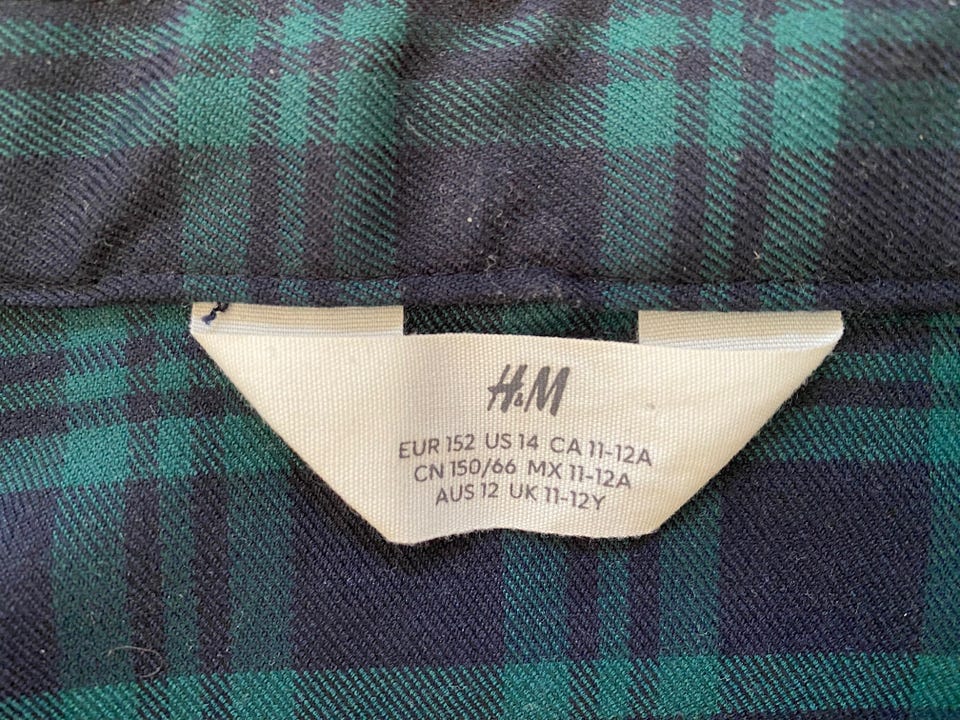 H&M
EUR 152 US 14 CA 11-12A
CN 150/66 MX 11-12A
AUS 12 UK 11-12Y